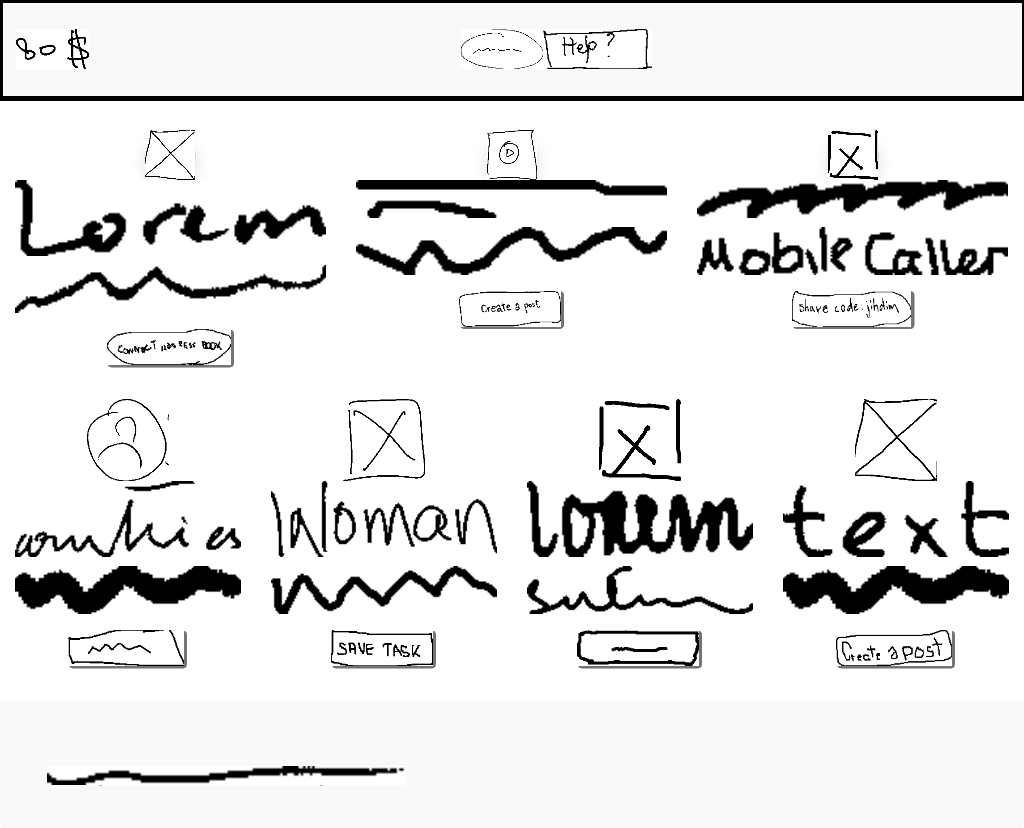 80 $
Help?
Lorem
Mobile Caller
Create a post
share code: jihdim
CONTRACT ADDRESS BOOK
Woman
lorem
text
SAVE TASK
Create a post